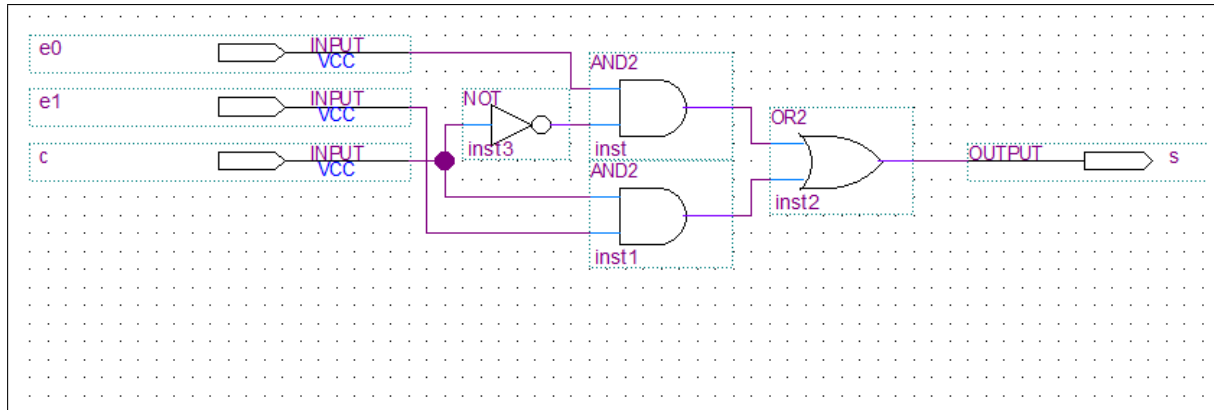 e0
INPUT
VCC
e1
INPUT
VCC
c
INPUT
VCC
NOT
inst3
AND2
inst
AND2
inst1
OR2
inst2
OUTPUT
s